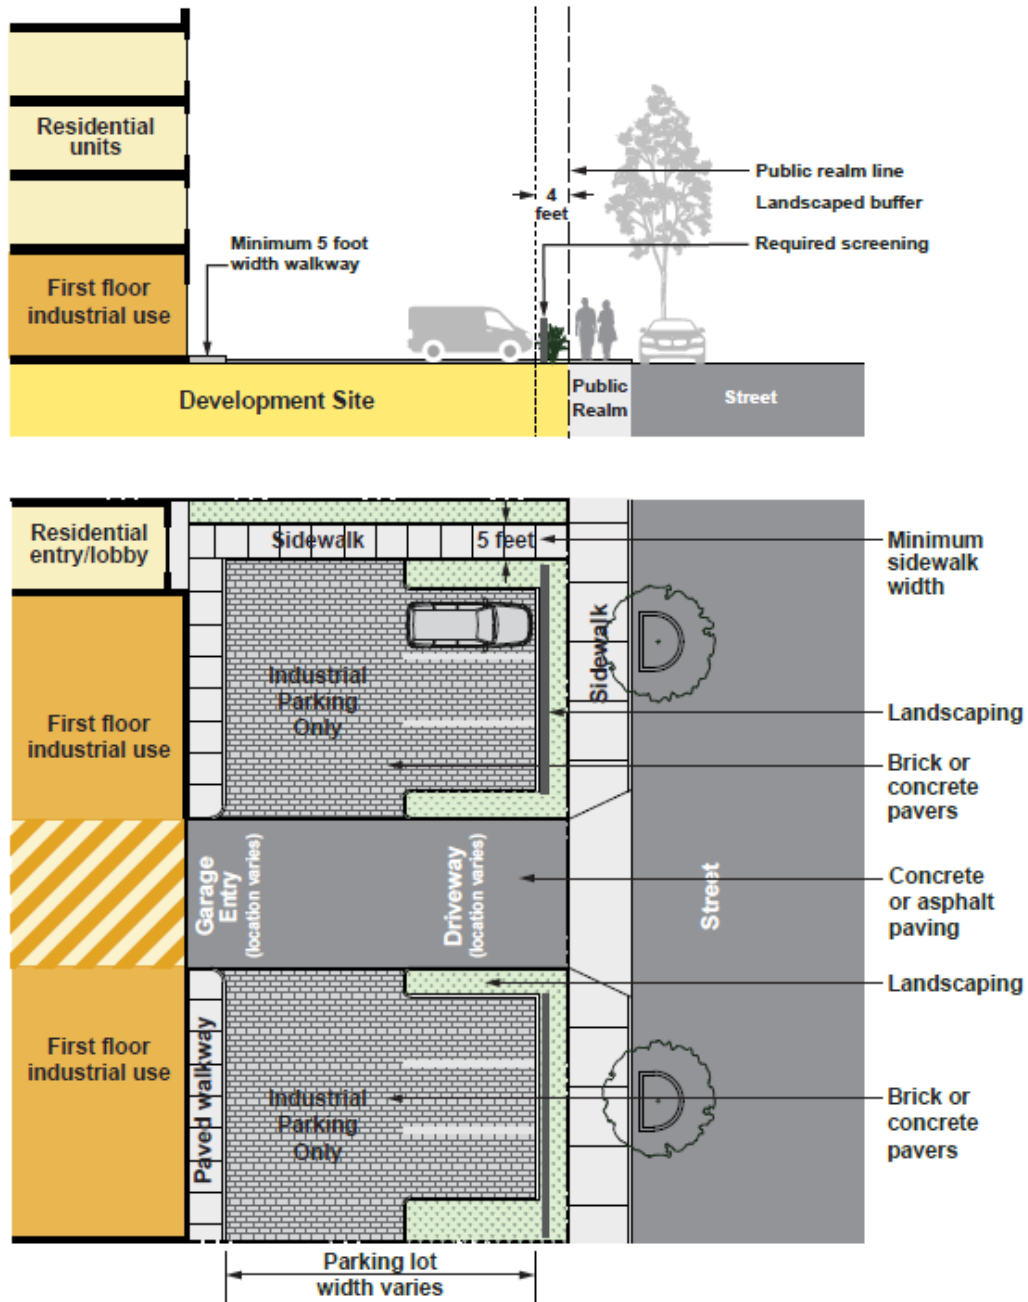 Residential
units
Public realm line
4
feet
Landscaped buffer
Minimum 5 foot
width walkway
Required screening
First floor
industrial use
Development Site
Public
Realm
Street
Residential
entry/lobby
Sidewalk
5 feet
Minimum
sidewalk
width
Sidewalk
Industrial
Parking
Only
First floor
industrial use
Landscaping
Brick or
concrete
pavers
Garage
Entry
(location varies)
Driveway
(location varies)
Street
Concrete
or asphalt
paving
Landscaping
First floor
industrial use
Paved walkway
Industrial
Parking
Only
Brick or
concrete
pavers
Parking lot
width varies